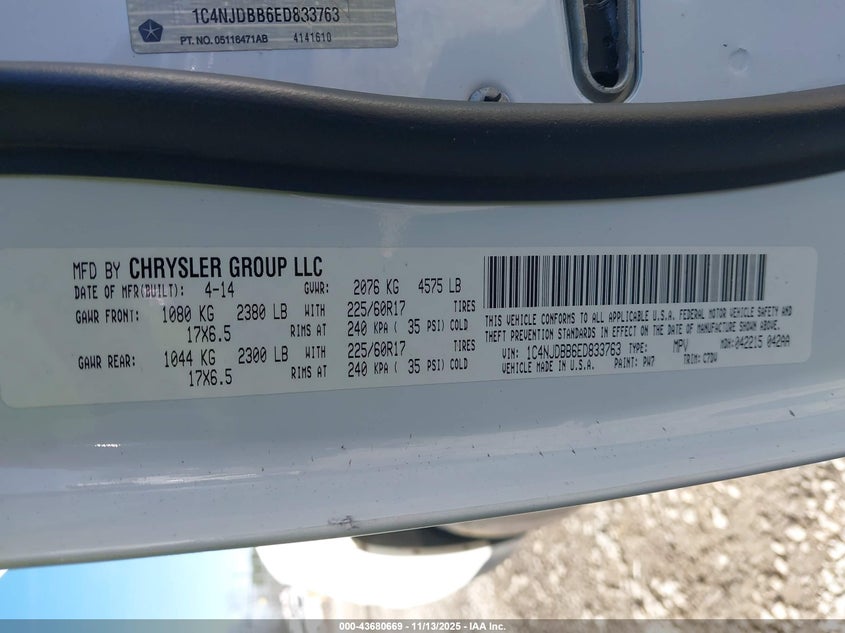 1C4NJDBB6ED833763
PT. NO. 05116471AB 4141610
MFD BY CHRYSLER GROUP LLC
DATE OF MFR(BUILT): 4-14 GVWR: 2076 KG 4575 LB
GAWR FRONT: 1080 KG 2380 LB WITH 225/60R17 TIRES
17X6.5 RIMS AT 240 KPA ( 35 PSI) COLD
GAWR REAR: 1044 KG 2300 LB WITH 225/60R17 TIRES
17X6.5 RIMS AT 240 KPA ( 35 PSI) COLD
THIS VEHICLE CONFORMS TO ALL APPLICABLE U.S.A. FEDERAL MOTOR VEHICLE SAFETY AND
THEFT PREVENTION STANDARDS IN EFFECT ON THE DATE OF MANUFACTURE SHOWN ABOVE.
VIN: 1C4NJDBB6ED833763 TYPE: MPV MDH: 042215 042AA
VEHICLE MADE IN U.S.A. PAINT: PW7 TRIM: C7DV
000-43680669 - 11/13/2025 - IAA, Inc.